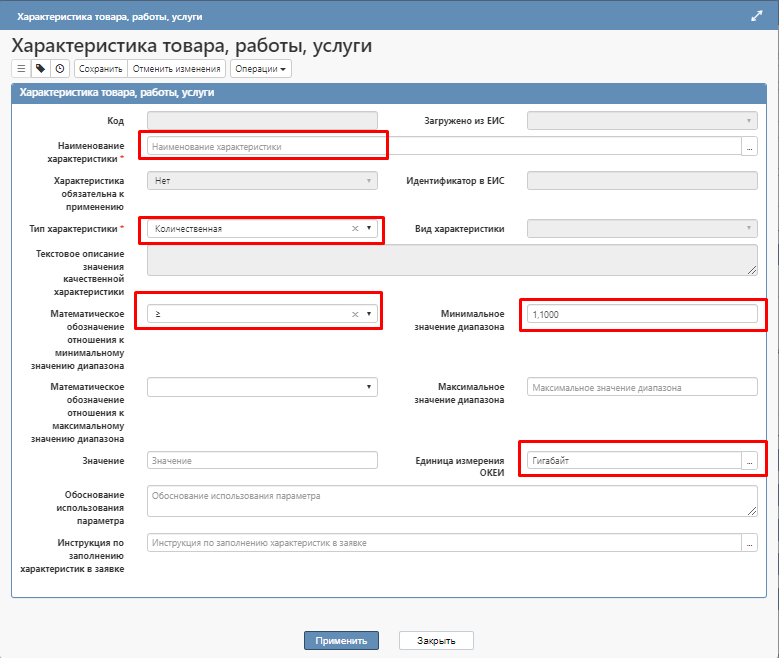 Характеристика товара, работы, услуги
Характеристика товара, работы, услуги
Сохранить Отменить изменения Операции
Характеристика товара, работы, услуги
Код
Загружено из ЕИС
Наименование
характеристики *
Наименование характеристики
...
Характеристика
обязательна к
применению
Нет
Идентификатор в ЕИС
Тип характеристики *
Количественная
Вид характеристики
Текстовое описание
значения
качественной
характеристики
Математическое
обозначение
отношения к
минимальному
значению диапазона
≥
Минимальное
значение диапазона
1,1000
Математическое
обозначение
отношения к
максимальному
значению диапазона
Максимальное
значение диапазона
Максимальное значение диапазона
Значение
Значение
Единица измерения
ОКЕИ
Гигабайт
...
Обоснование
использования
параметра
Обоснование использования параметра
Инструкция по
заполнению
характеристик в заявке
Инструкция по заполнению характеристик в заявке
...
Применить Закрыть